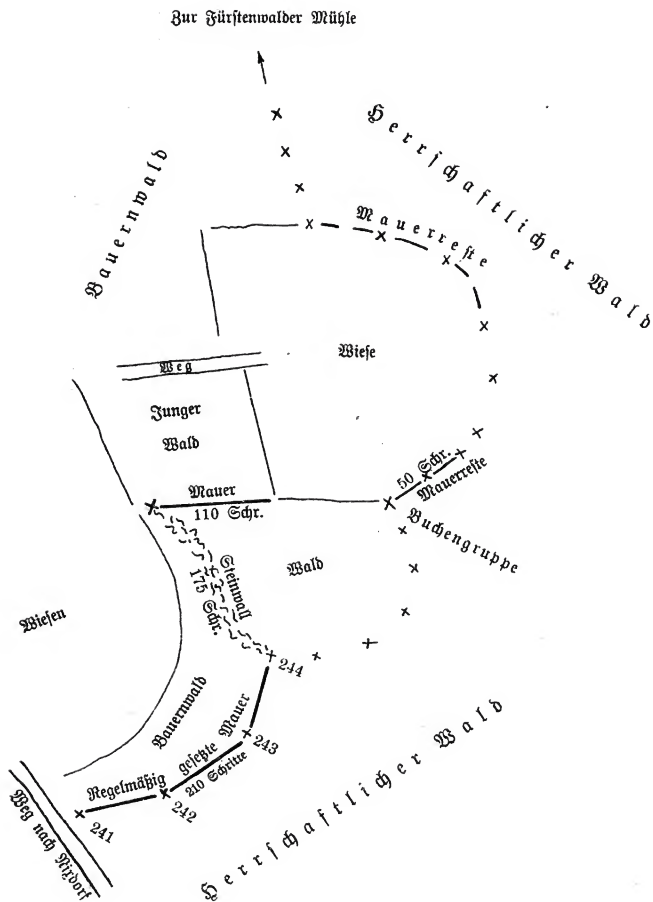 Zur Fürstenwalder Mühle
Herrschaftlicher Wald
Bauernwald
Mauerreste
Wiese
Weg
Junger
Wald
50 Schr.
Mauerreste
Mauer
110 Schr.
Buchengruppe
Steinwall
175 Schr.
Wald
Wiesen
244
Bauernwald
Regelmäßig gesetzte Mauer
210 Schritte
243
242
241
Weg nach Nixdorf
Herrschaftlicher Wald